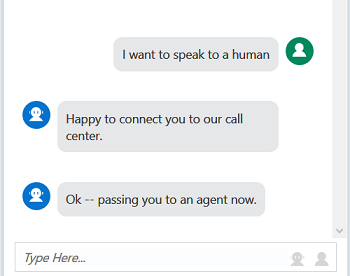 I want to speak to a human
Happy to connect you to our call
center.
Ok -- passing you to an agent now.
Type Here...